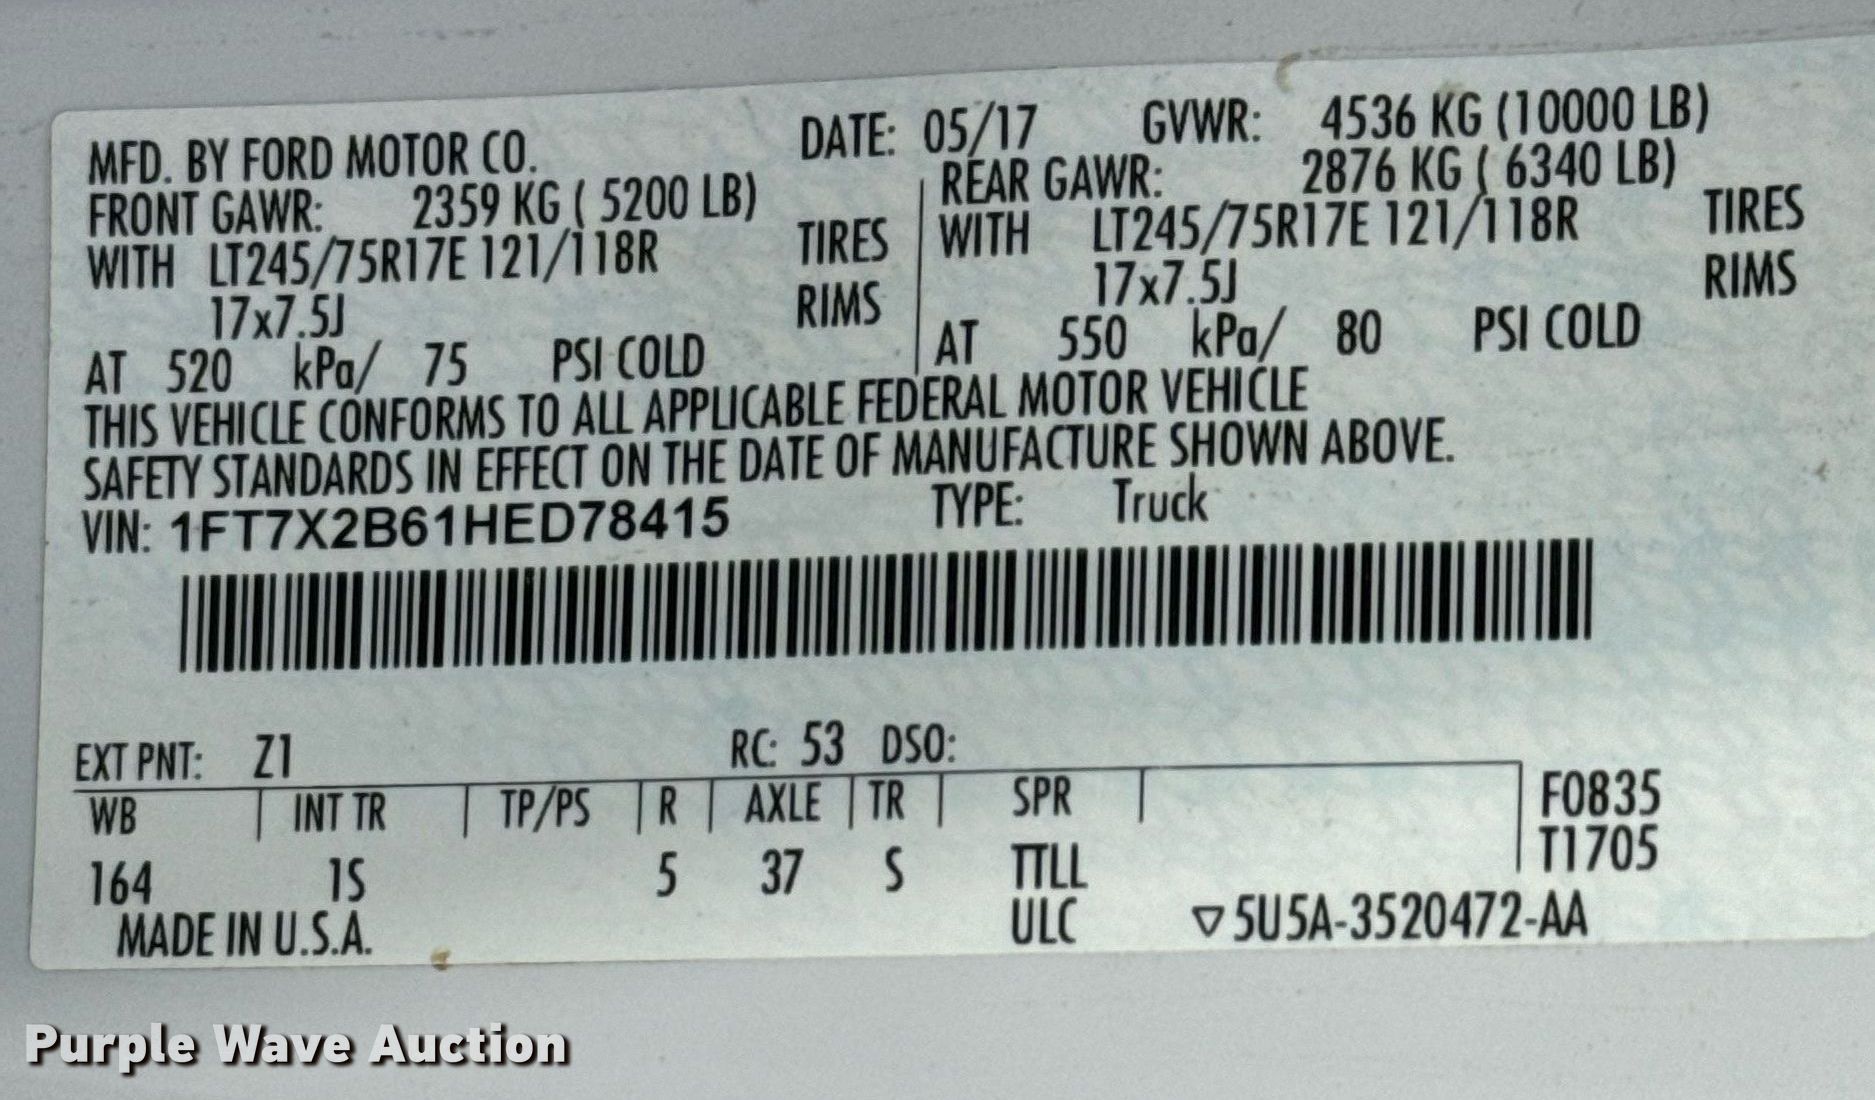 MFD. BY FORD MOTOR CO. DATE: 05/17 GVWR: 4536 KG (10000 LB)
FRONT GAWR: 2359 KG ( 5200 LB) REAR GAWR: 2876 KG ( 6340 LB)
WITH LT245/75R17E 121/118R TIRES WITH LT245/75R17E 121/118R TIRES
17x7.5J RIMS 17x7.5J RIMS
AT 520 kPa/ 75 PSI COLD AT 550 kPa/ 80 PSI COLD
THIS VEHICLE CONFORMS TO ALL APPLICABLE FEDERAL MOTOR VEHICLE
SAFETY STANDARDS IN EFFECT ON THE DATE OF MANUFACTURE SHOWN ABOVE.
VIN: 1FT7X2B61HED78415 TYPE: Truck
EXT PNT: Z1 RC: 53 DSO:
WB INT TR TP/PS R AXLE TR SPR F0835
T1705
164 1S 5 37 S TTLL
MADE IN U.S.A. ULC ▽5U5A-3520472-AA
Purple Wave Auction